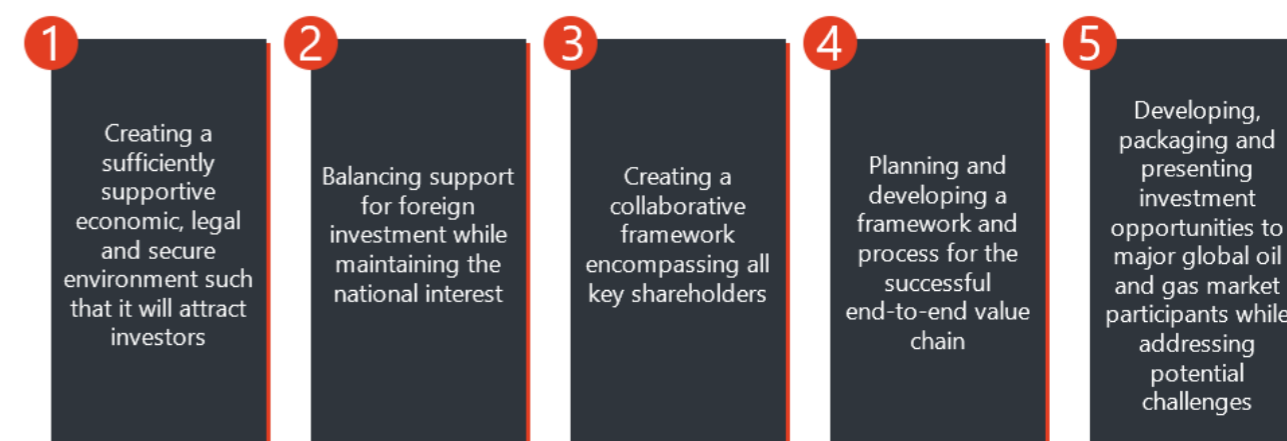 1
Creating a
sufficiently
supportive
economic, legal
and secure
environment such
that it will attract
investors
2
Balancing support
for foreign
investment while
maintaining the
national interest
3
Creating a
collaborative
framework
encompassing all
key shareholders
4
Planning and
developing a
framework and
process for the
successful
end-to-end value
chain
5
Developing,
packaging and
presenting
investment
opportunities to
major global oil
and gas market
participants while
addressing
potential
challenges